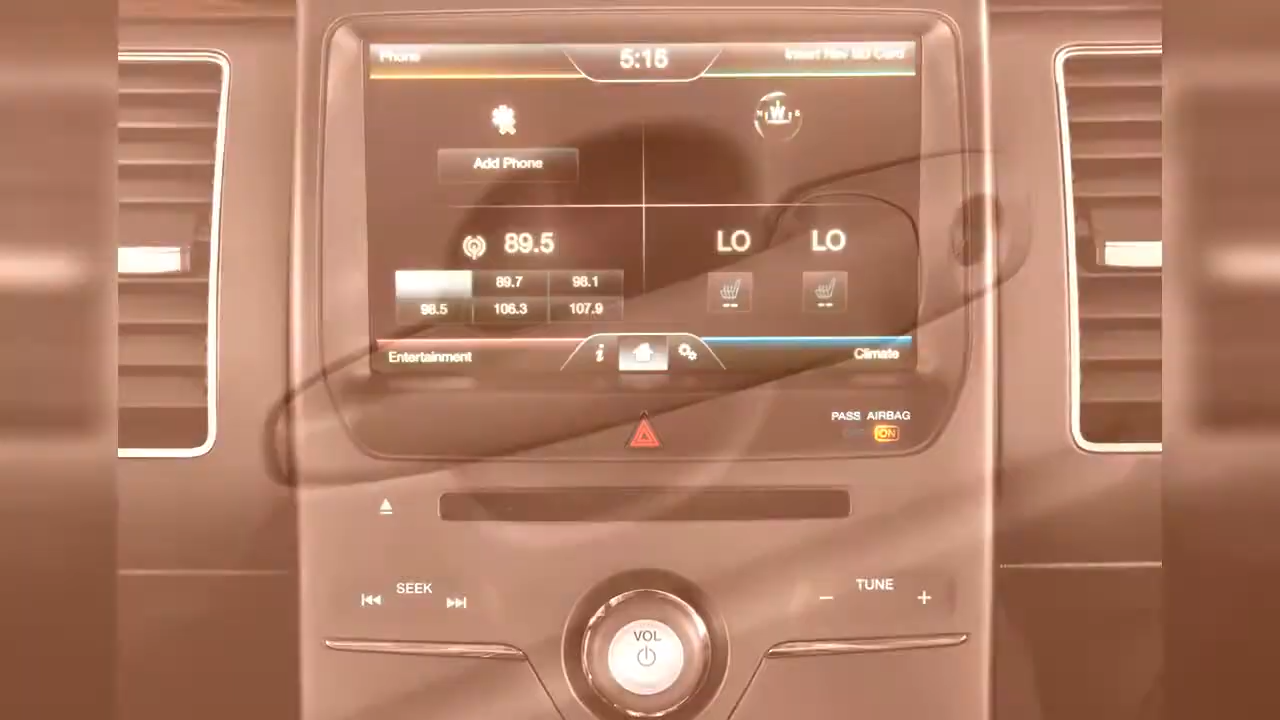 Phone
5:15
Insert Nav SD Card
N W S
Add Phone
89.5
LO LO
89.7 98.1
98.5 106.3 107.9
i
Entertainment
Climate
PASS AIRBAG
ON
SEEK
TUNE
VOL